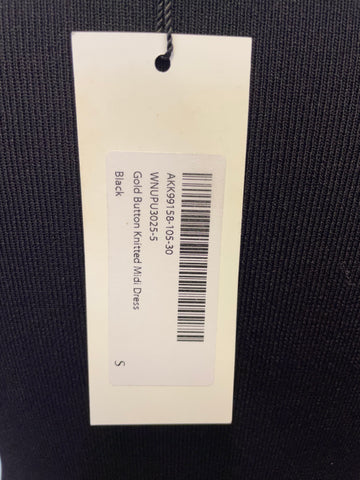 AKK99158-105-30
WNUPU3025-5
Gold Button Knitted Midi Dress
Black
S